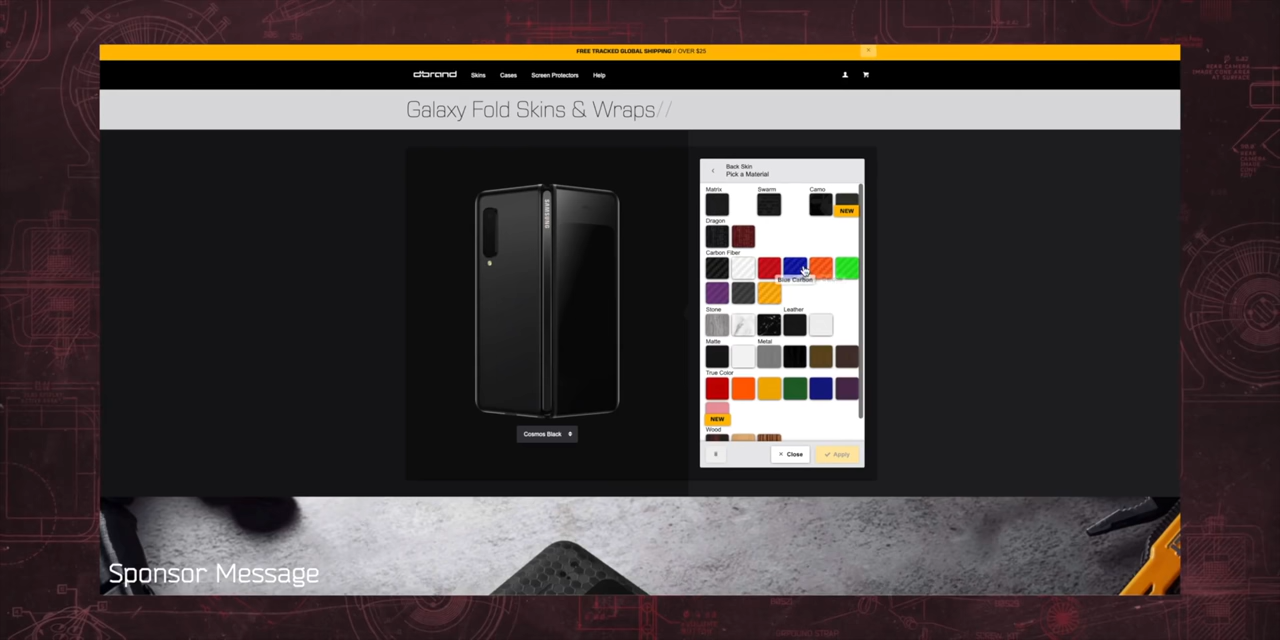 FREE TRACKED GLOBAL SHIPPING // OVER $25
dbrand Skins Cases Screen Protectors Help
Galaxy Fold Skins & Wraps//
Back Skin
Pick a Material
Matrix Swarm Camo
NEW
Dragon
Carbon Fiber
Blue Carbon
Stone Leather
Matte Metal
True Color
NEW
Wood
SAMSUNG
Cosmos Black
Close Apply
Sponsor Message